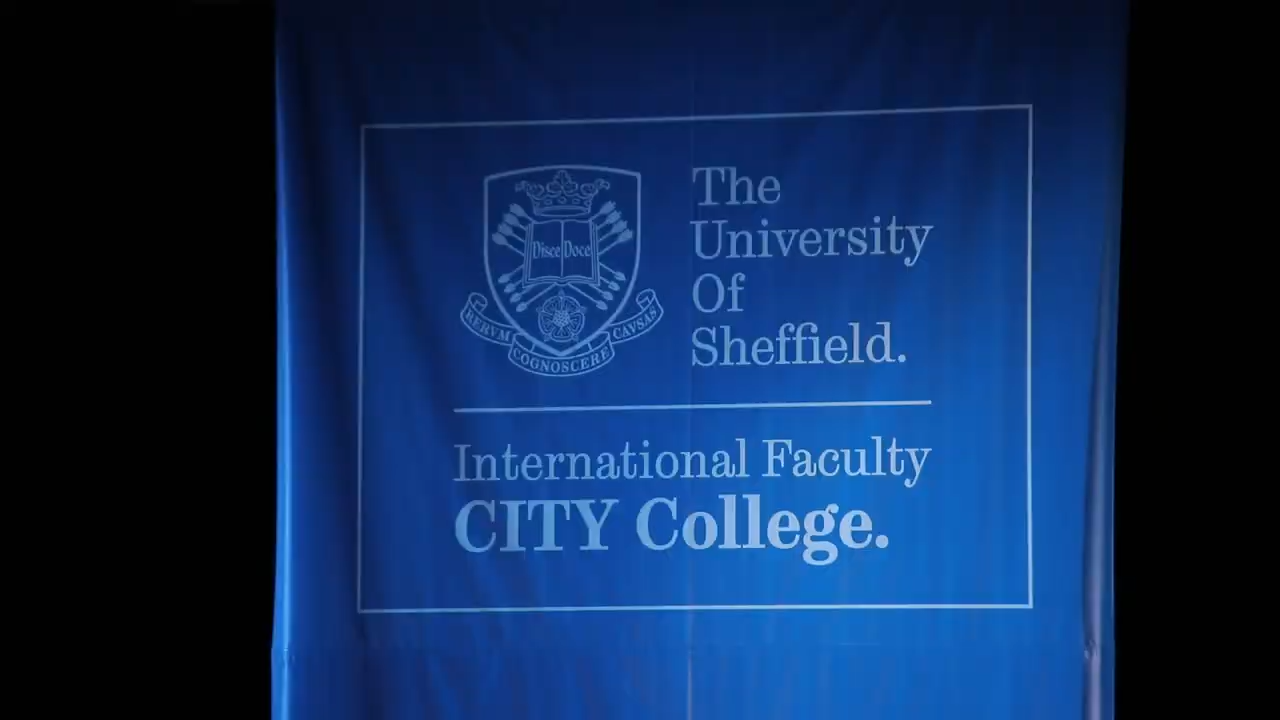 The
University
Of
Sheffield.
Disce Doce
RERVM COGNOSCERE CAVSAS
International Faculty
CITY College.